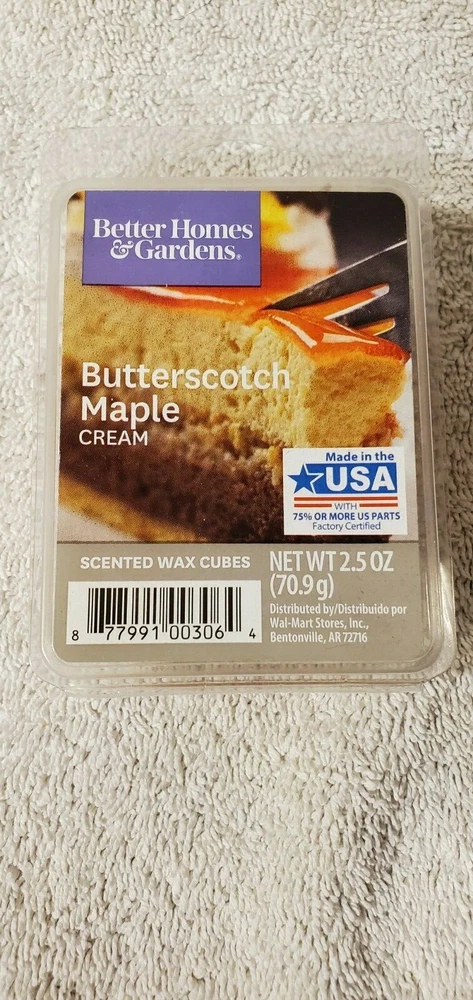 Better Homes
&Gardens®
Butterscotch
Maple
CREAM
Made in the
USA
WITH
75% OR MORE US PARTS
Factory Certified
SCENTED WAX CUBES
NET WT 2.5 OZ
(70.9 g)
Distributed by/Distribuido por
Wal-Mart Stores, Inc.,
Bentonville, AR 72716
8 77991 00306 4